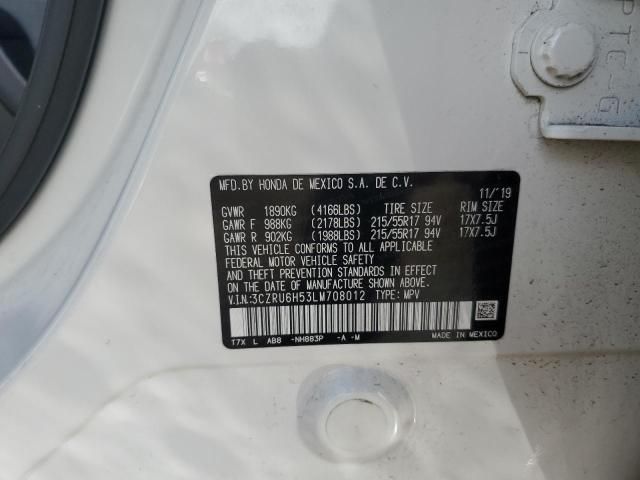 PTC-G
MFD.BY HONDA DE MEXICO S.A. DE C.V.
11/'19
GVWR 1890KG (4166LBS) TIRE SIZE RIM SIZE
GAWR F 988KG (2178LBS) 215/55R17 94V 17X7.5J
GAWR R 902KG (1988LBS) 215/55R17 94V 17X7.5J
THIS VEHICLE CONFORMS TO ALL APPLICABLE
FEDERAL MOTOR VEHICLE SAFETY
AND THEFT PREVENTION STANDARDS IN EFFECT
ON THE DATE OF MANUFACTURE SHOWN ABOVE.
V.I.N:3CZRU6H53LM708012 TYPE: MPV
T7X L AB8 -NH883P -A -M
MADE IN MEXICO